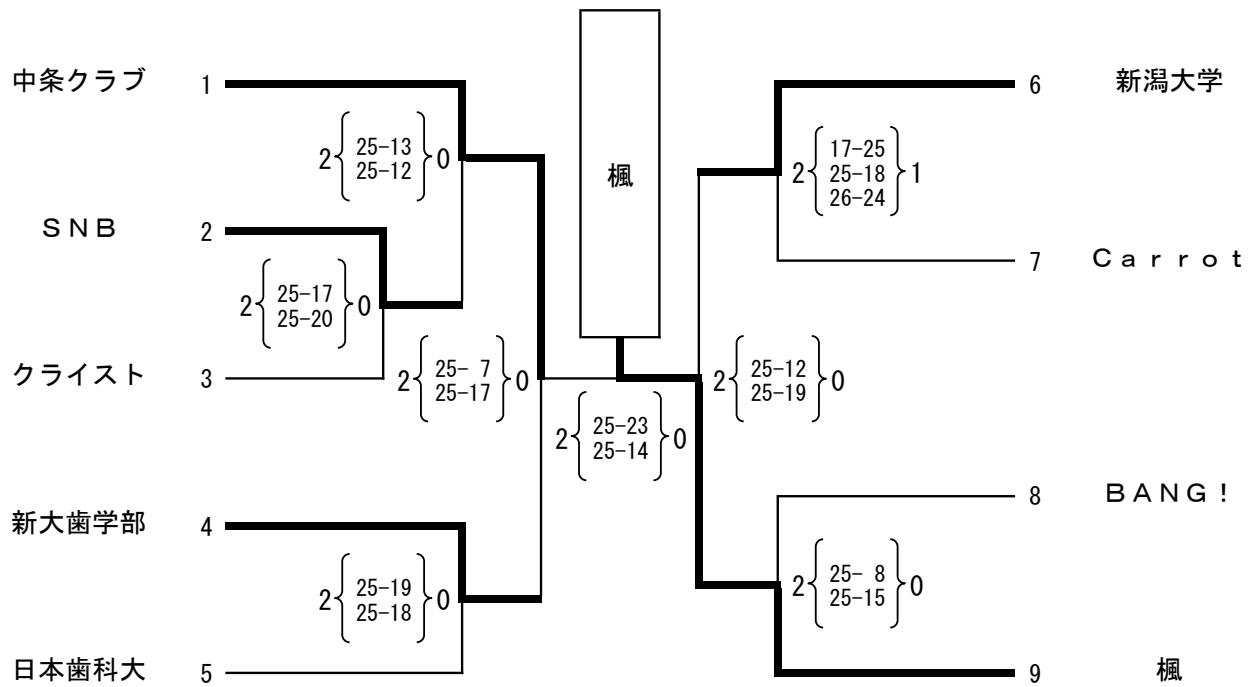 中条クラブ 1
2 25-13 0
25-12
ＳＮＢ 2
2 25-17 0
25-20
クライスト 3
2 25- 7 0
25-17
新大歯学部 4
2 25-19 0
25-18
日本歯科大 5
楓
2 25-23 0
25-14
6 新潟大学
17-25
2 25-18 1
26-24
7 Ｃａｒｒｏｔ
2 25-12 0
25-19
8 ＢＡＮＧ！
2 25- 8 0
25-15
9 楓